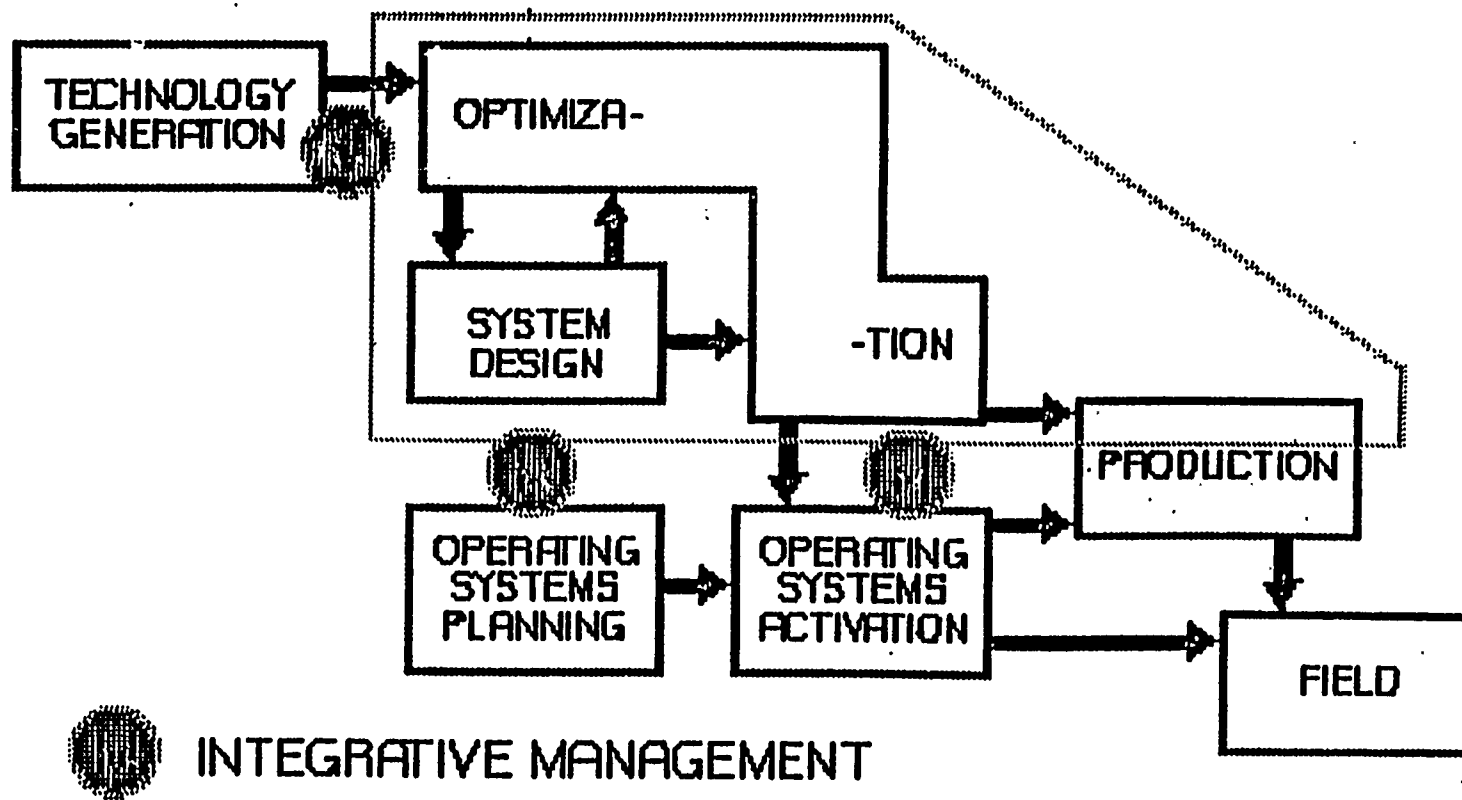 TECHNOLOGY
GENERATION
OPTIMIZA-
SYSTEM
DESIGN
-TION
PRODUCTION
OPERATING
SYSTEMS
PLANNING
OPERATING
SYSTEMS
ACTIVATION
FIELD
INTEGRATIVE MANAGEMENT